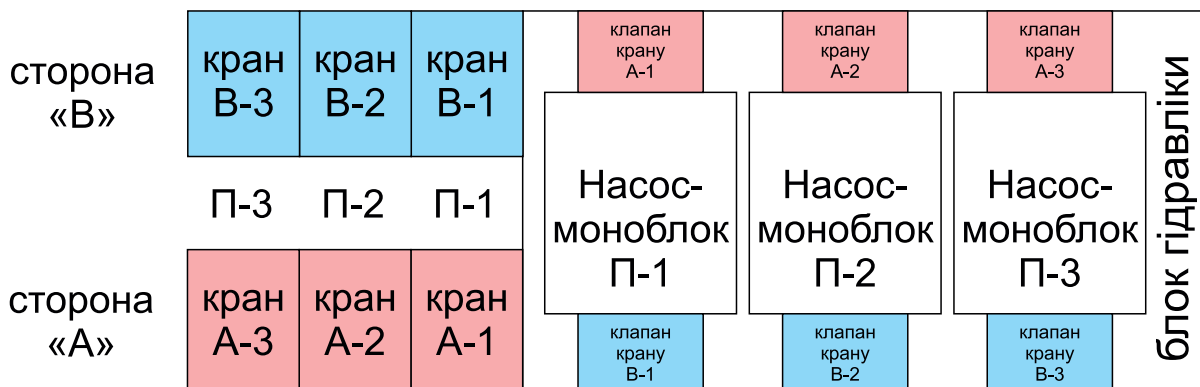 сторона
«В»
кран
В-3
кран
В-2
кран
В-1
П-3
П-2
П-1
сторона
«А»
кран
А-3
кран
А-2
кран
А-1
клапан
крану
А-1
клапан
крану
А-2
клапан
крану
А-3
Насос-
моноблок
П-1
Насос-
моноблок
П-2
Насос-
моноблок
П-3
клапан
крану
В-1
клапан
крану
В-2
клапан
крану
В-3
блок гідравліки